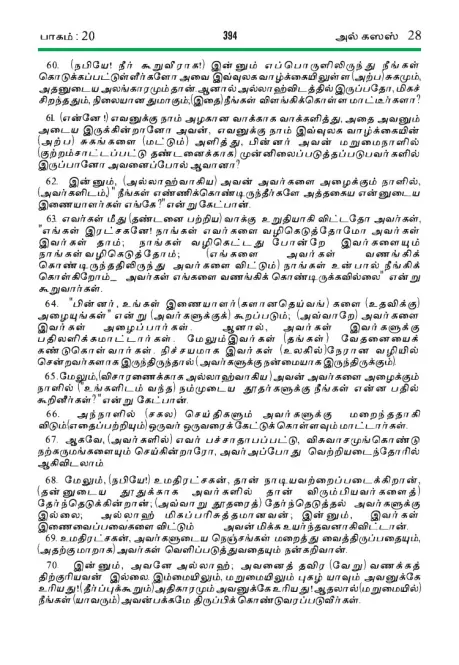 பாகம் : 20 394 அல் கஸஸ் 28
60. (நபியே! நீர் கூறுவீராக!) இன்னும் எப்பொருளிலிருந்து நீங்கள்
கொடுக்கப்பட்டுள்ளீர்களோ அவை இவ்வுலக வாழ்க்கையிலுள்ள (அற்ப) சுகமும்,
அதனுடைய அலங்காரமும்தான் ஆனால் அல்லாஹ்விடத்தில் இருப்பதோ, மிகச்
சிறந்ததும், நிலையான துமாகும்; (இதை) நீங்கள் விளங்கிக்கொள்ள மாட்டீர்களா?
61. (என்னே!) எவனுக்கு நாம் அழகான வாக்காக வாக்களித்து, அதை அவனும்
அடைய இருக்கின்றானோ அவன், எவனுக்கு நாம் இவ்வுலக வாழ்க்கையின்
(அற்ப) சுகங்களை (மட்டும்) அளித்து, பின்னர் அவன் மறுமைநாளில்
(குற்றம்சாட்டப்பட்டு தண்டனைக்காக) முன்னிலைப்படுத்தப்படுபவர்களில்
இருப்பானோ அவனைப்போல் ஆவானா?
62. இன்னும், (அல்லாஹ்வாகிய) அவன் அவர்களை அழைக்கும் நாளில்,
(அவர்களிடம்,) "நீங்கள் எண்ணிக்கொண்டிருந்தீர்களே அத்தகைய என்னுடைய
இணையாளர்கள் எங்கே?" என்று கேட்பான்.
63. எவர்கள் மீது (தண்டனை பற்றிய) வாக்கு உறுதியாகி விட்டதோ அவர்கள்,
"எங்கள் இரட்சகனே! நாங்கள் எவர்களை வழிகெடுத்தோமோ அவர்கள்
இவர்கள் தாம்; நாங்கள் வழிகெட்டது போன்றே இவர்களையும்
நாங்கள் வழிகெடுத்தோம்; (எங்களை அவர்கள் வணங்கிக்
கொண்டிருந்ததிலிருந்து அவர்களை விட்டும்) நாங்கள் உன்பால் நீங்கிக்
கொள்கிறோம்_ அவர்கள் எங்களை வணங்கிக் கொண்டிருக்கவில்லை" என்று
கூறுவார்கள்.
64. "பின்னர், உங்கள் இணையாளர் (களானதெய்வங்) களை (உதவிக்கு)
அழையுங்கள்" என்று (அவர்களுக்குக்) கூறப்படும்; (அவ்வாறே) அவர்களை
இவர்கள் அழைப்பார்கள். ஆனால், அவர்கள் இவர்களுக்கு
பதிலளிக்கமாட்டார்கள். மேலும் இவர்கள் (தங்கள்) வேதனையைக்
கண்டுகொள்வார்கள். நிச்சயமாக இவர்கள் (உலகில்) நேரான வழியில்
சென்றவர்களாக இருந்திருந்தால் (அவர்களுக்கு நன்மையாக இருந்திருக்கும்).
65. மேலும், (விசாரணைக்காக அல்லாஹ்வாகிய) அவன் அவர்களை அழைக்கும்
நாளில் ("உங்களிடம் வந்த) நம்முடைய தூதர்களுக்கு நீங்கள் என்ன பதில்
கூறினீர்கள்?" என்று கேட்பான்.
66. அந்நாளில் (சகல) செய்திகளும் அவர்களுக்கு மறைந்ததாகி
விடும் (எதைப்பற்றியும்) ஒருவர் ஒருவரைக் கேட்டுக்கொள்ளவும் மாட்டார்கள்.
67. ஆகவே, (அவர்களில்) எவர் பச்சாதாபப்பட்டு, விசுவாசமுங்கொண்டு
நற்கருமங்களையும் செய்கின்றாரோ, அவர் அப்போது வெற்றியடைந்தோரில்
ஆகிவிடலாம்
68. மேலும், (நபியே!) உமதிரட்சகன், தான் நாடியவற்றைப்படைக்கிறான்,
(தன்னுடைய தூதுக்காக அவர்களில் தான் விரும்பியவர்களைத்)
தேர்ந்தெடுக்கின்றான்; (அவ்வாறு தூதரைத்) தேர்ந்தெடுத்தல் அவர்களுக்கு
இல்லை; அல்லாஹ் மிகப்பரிசுத்தமானவன்; இன்னும், இவர்கள்
இணைவைப்பவைகளை விட்டும் அவன் மிக்க உயர்ந்தவனாகிவிட்டான்.
69. உமதிரட்சகன், அவர்களுடைய நெஞ்சங்கள் மறைத்து வைத்திருப்பதையும்,
(அதற்கு மாறாக) அவர்கள் வெளிப்படுத்துவதையும் நன்கறிவான்.
70. இன்னும், அவனே அல்லாஹ்; அவனைத் தவிர (வேறு) வணக்கத்
திற்குரியவன் இல்லை. இம்மையிலும், மறுமையிலும் புகழ் யாவும் அவனுக்கே
உரியது! (தீர்ப்புக்கூறும்) அதிகாரமும் அவனுக்கே உரியது! ஆதலால் (மறுமையில்)
நீங்கள் (யாவரும்) அவன்பக்கமே திருப்பிக் கொண்டுவரப்படுவீர்கள்.